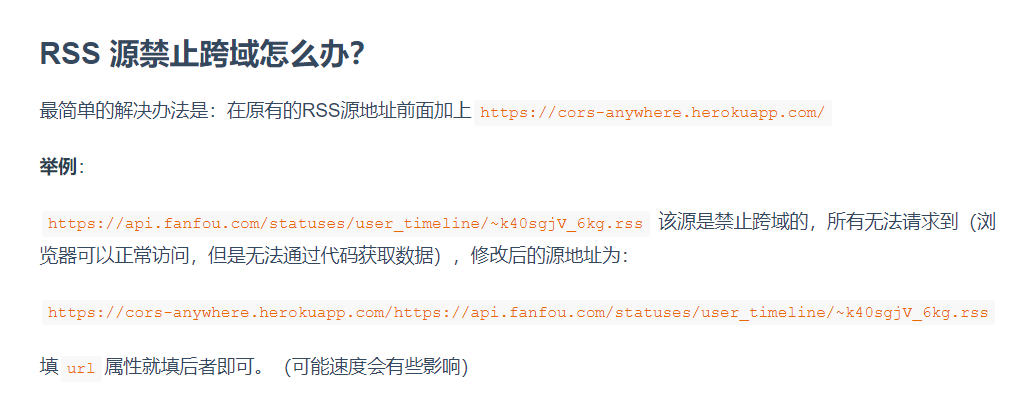 RSS 源禁止跨域怎么办?
最简单的解决办法是：在原有的RSS源地址前面加上 https://cors-anywhere.herokuapp.com/
举例：
https://api.fanfou.com/statuses/user_timeline/~k40sgjV_6kg.rss 该源是禁止跨域的，所有无法请求到（浏
览器可以正常访问，但是无法通过代码获取数据），修改后的源地址为：
https://cors-anywhere.herokuapp.com/https://api.fanfou.com/statuses/user_timeline/~k40sgjV_6kg.rss
填 url 属性就填后者即可。（可能速度会有些影响）